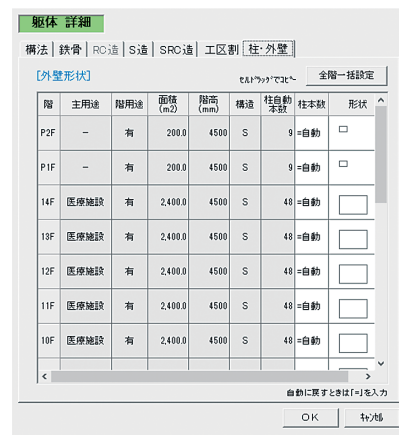 躯体 詳細
構法 鉄骨 RC造 S造 SRC造 工区割 柱・外壁
[外壁形状] ｾﾙﾄﾞﾗｯｸﾞでｺﾋﾟｰ 全階一括設定
階 主用途 階用途 面積(m2) 階高(mm) 構造 柱自動本数 柱本数 形状
P2F － 有 200.0 4500 S 9 =自動
P1F － 有 200.0 4500 S 9 =自動
14F 医療施設 有 2,400.0 4500 S 48 =自動
13F 医療施設 有 2,400.0 4500 S 48 =自動
12F 医療施設 有 2,400.0 4500 S 48 =自動
11F 医療施設 有 2,400.0 4500 S 48 =自動
10F 医療施設 有 2,400.0 4500 S 48 =自動
自動に戻すときは「=」を入力
OK ｷｬﾝｾﾙ